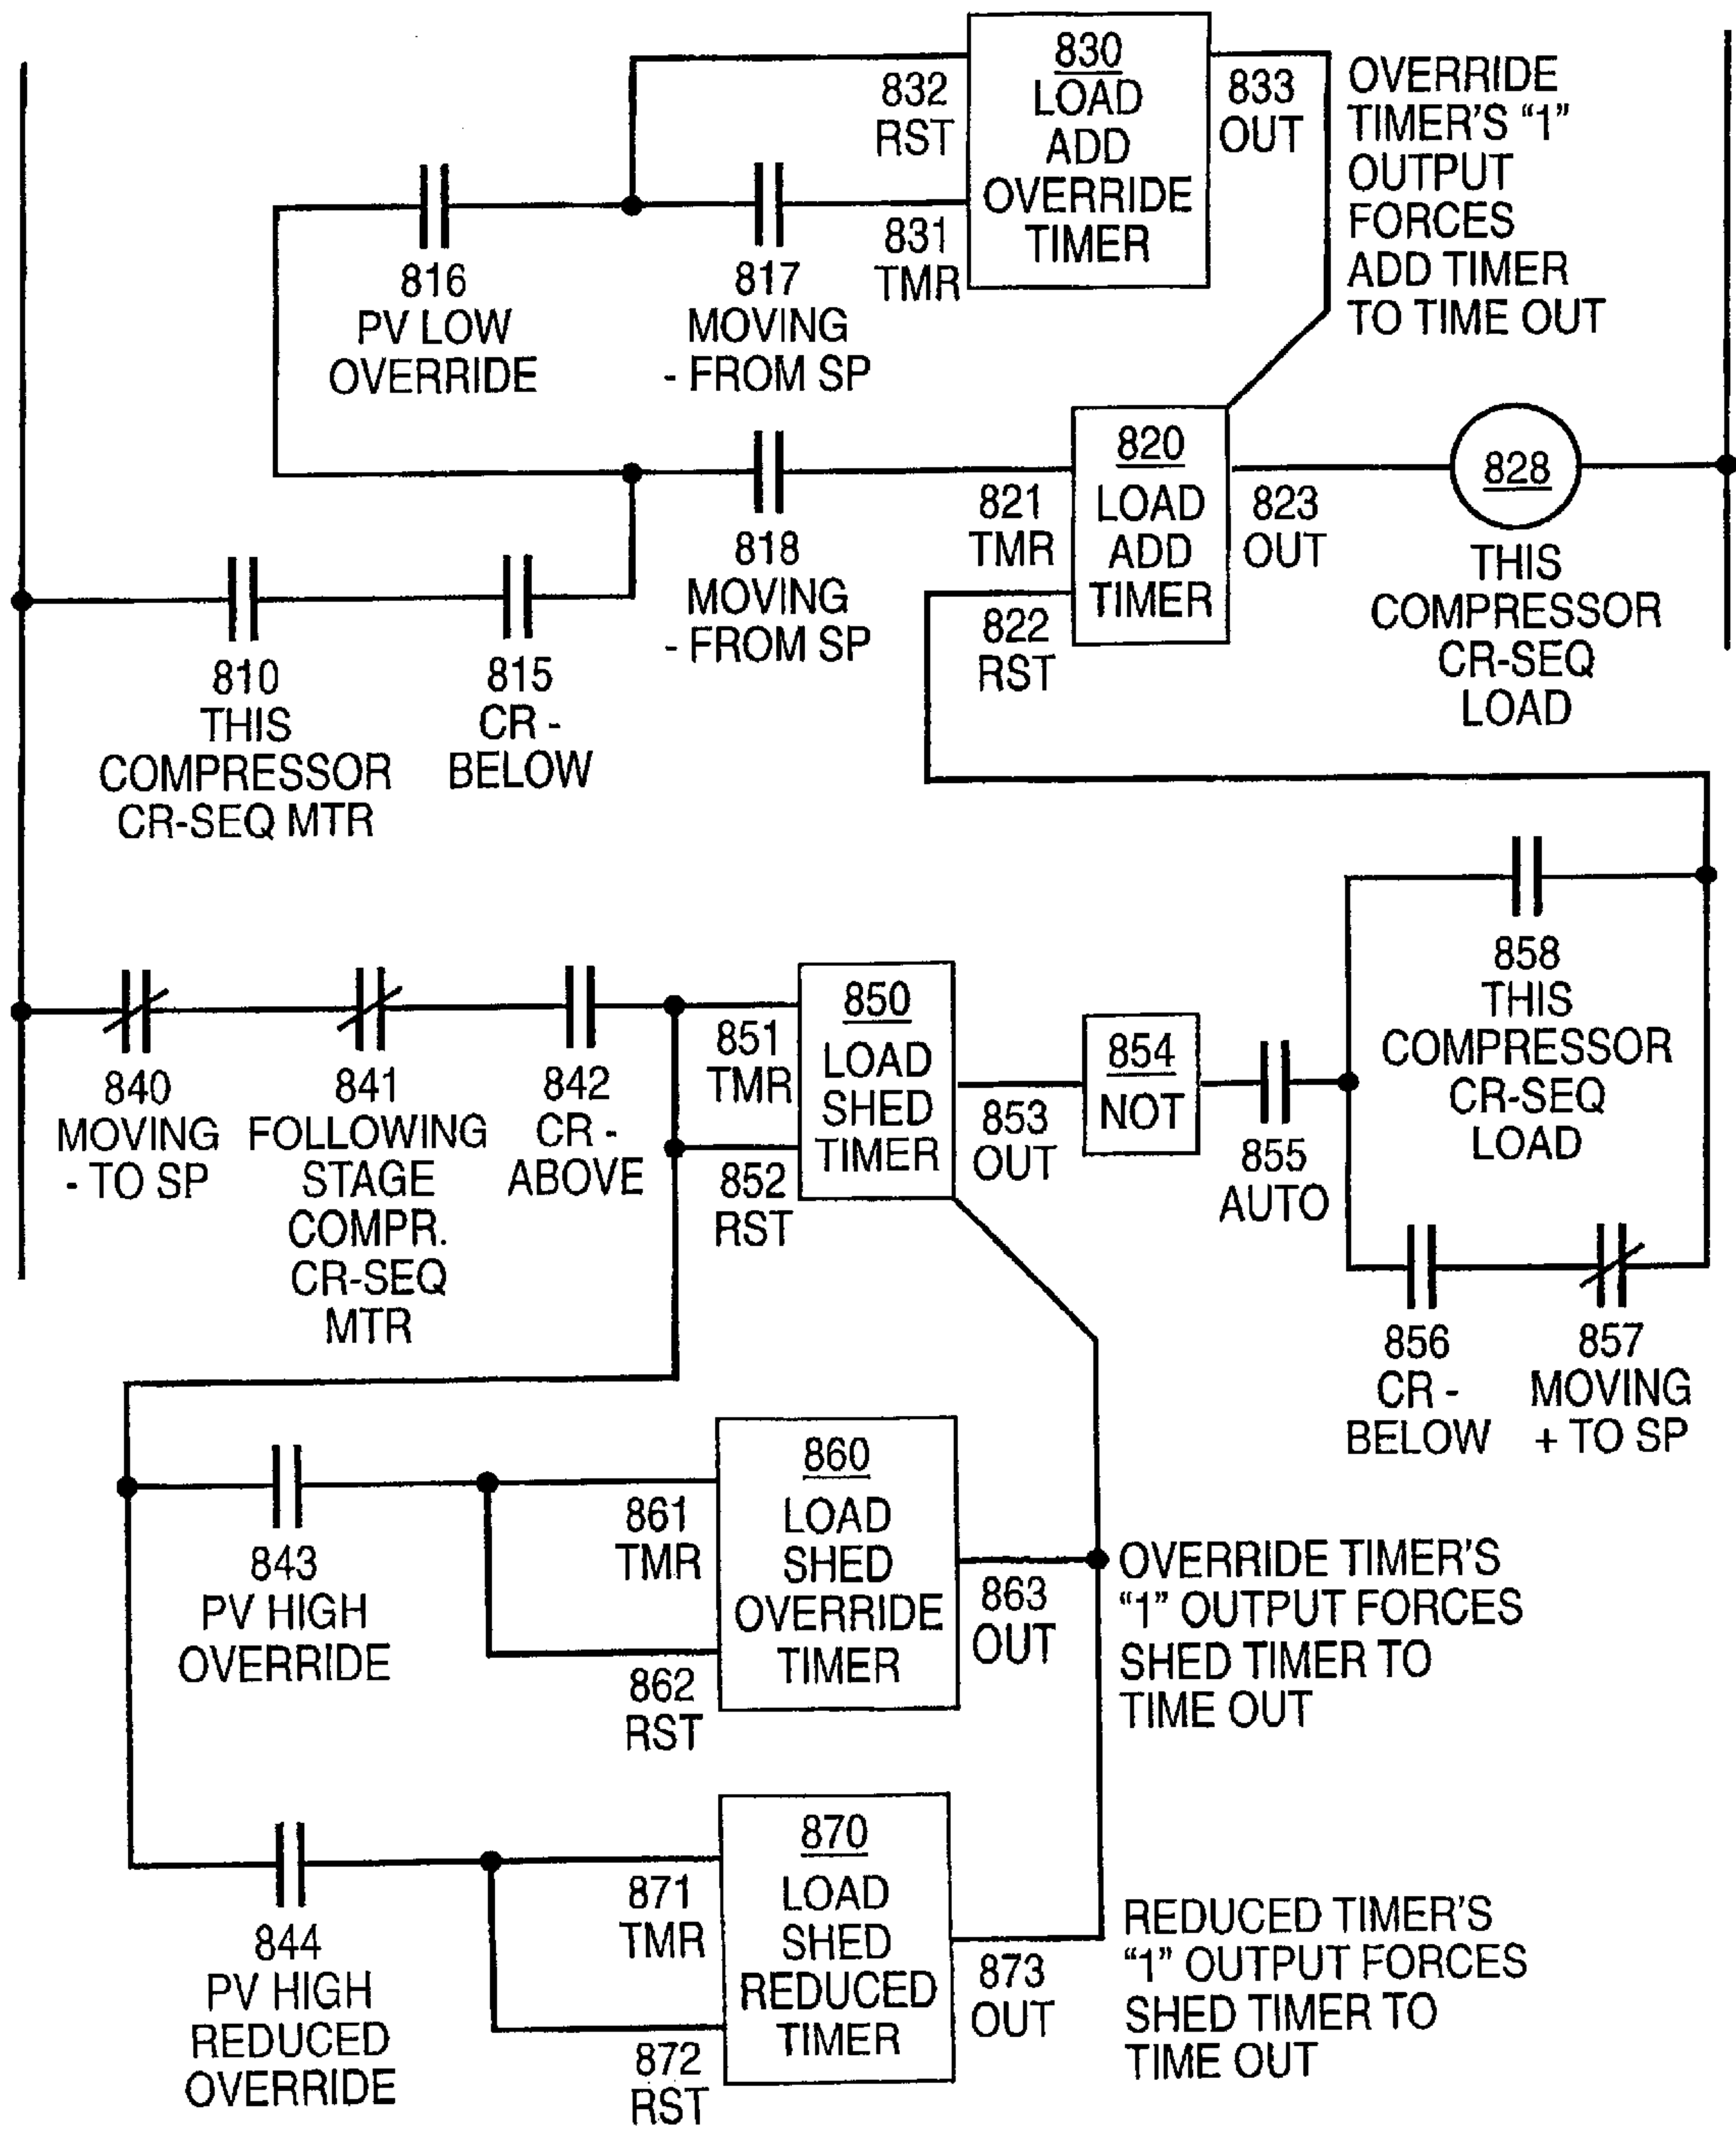 830
LOAD
ADD
OVERRIDE
TIMER
832
RST
831
TMR
833
OUT
OVERRIDE
TIMER'S "1"
OUTPUT
FORCES
ADD TIMER
TO TIME OUT
816
PV LOW
OVERRIDE
817
MOVING
- FROM SP
818
MOVING
- FROM SP
821
TMR
820
LOAD
ADD
TIMER
822
RST
823
OUT
828
THIS
COMPRESSOR
CR-SEQ
LOAD
810
THIS
COMPRESSOR
CR-SEQ MTR
815
CR -
BELOW
840
MOVING
- TO SP
841
FOLLOWING
STAGE
COMPR.
CR-SEQ
MTR
842
CR -
ABOVE
851
TMR
852
RST
850
LOAD
SHED
TIMER
853
OUT
854
NOT
855
AUTO
858
THIS
COMPRESSOR
CR-SEQ
LOAD
856
CR -
BELOW
857
MOVING
+ TO SP
843
PV HIGH
OVERRIDE
861
TMR
862
RST
860
LOAD
SHED
OVERRIDE
TIMER
863
OUT
OVERRIDE TIMER'S
"1" OUTPUT FORCES
SHED TIMER TO
TIME OUT
844
PV HIGH
REDUCED
OVERRIDE
871
TMR
872
RST
870
LOAD
SHED
REDUCED
TIMER
873
OUT
REDUCED TIMER'S
"1" OUTPUT FORCES
SHED TIMER TO
TIME OUT